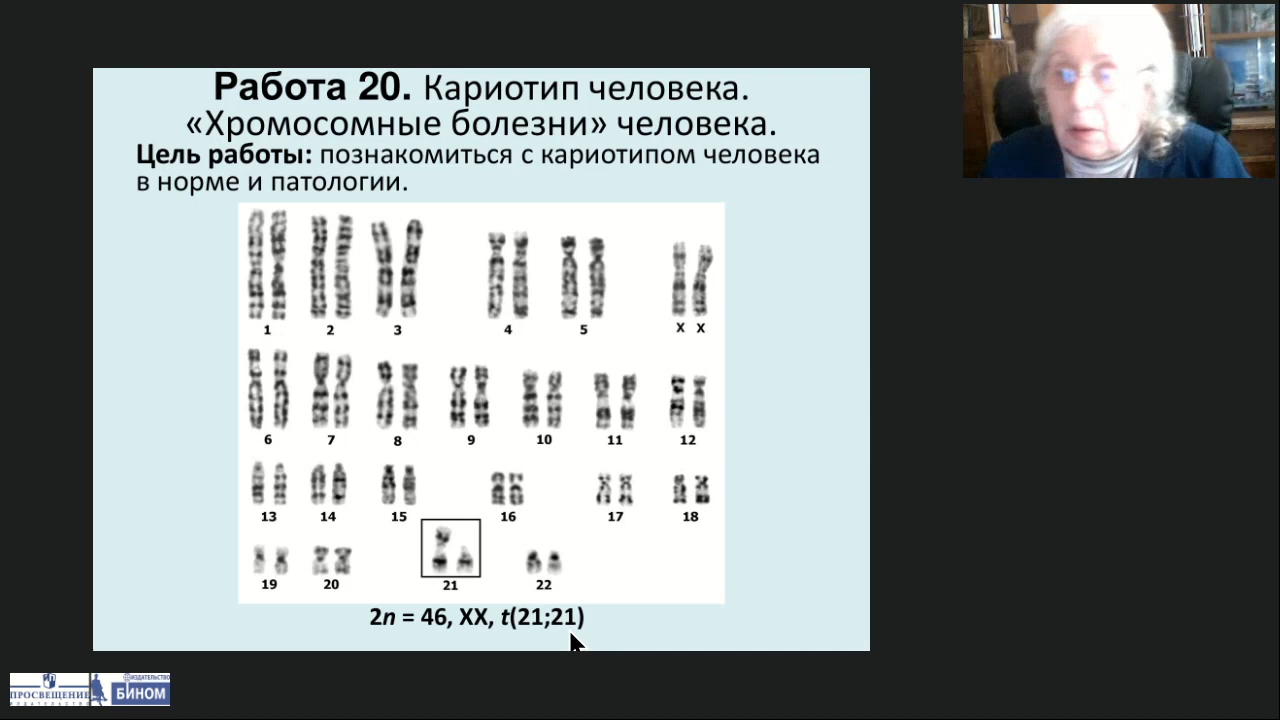 Работа 20. Кариотип человека.
«Хромосомные болезни» человека.
Цель работы: познакомиться с кариотипом человека
в норме и патологии.
1 2 3 4 5 X X
6 7 8 9 10 11 12
13 14 15 16 17 18
19 20 21 22
2n = 46, XX, t(21;21)
ПРОСВЕЩЕНИЕ
ИЗДАТЕЛЬСТВО
ИЗДАТЕЛЬСТВО
БИНОМ